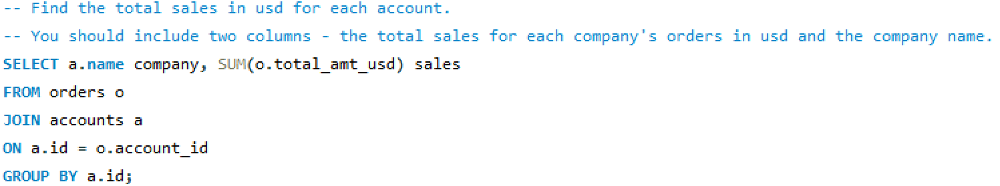 -- Find the total sales in usd for each account.
-- You should include two columns - the total sales for each company's orders in usd and the company name.
SELECT a.name company, SUM(o.total_amt_usd) sales
FROM orders o
JOIN accounts a
ON a.id = o.account_id
GROUP BY a.id;